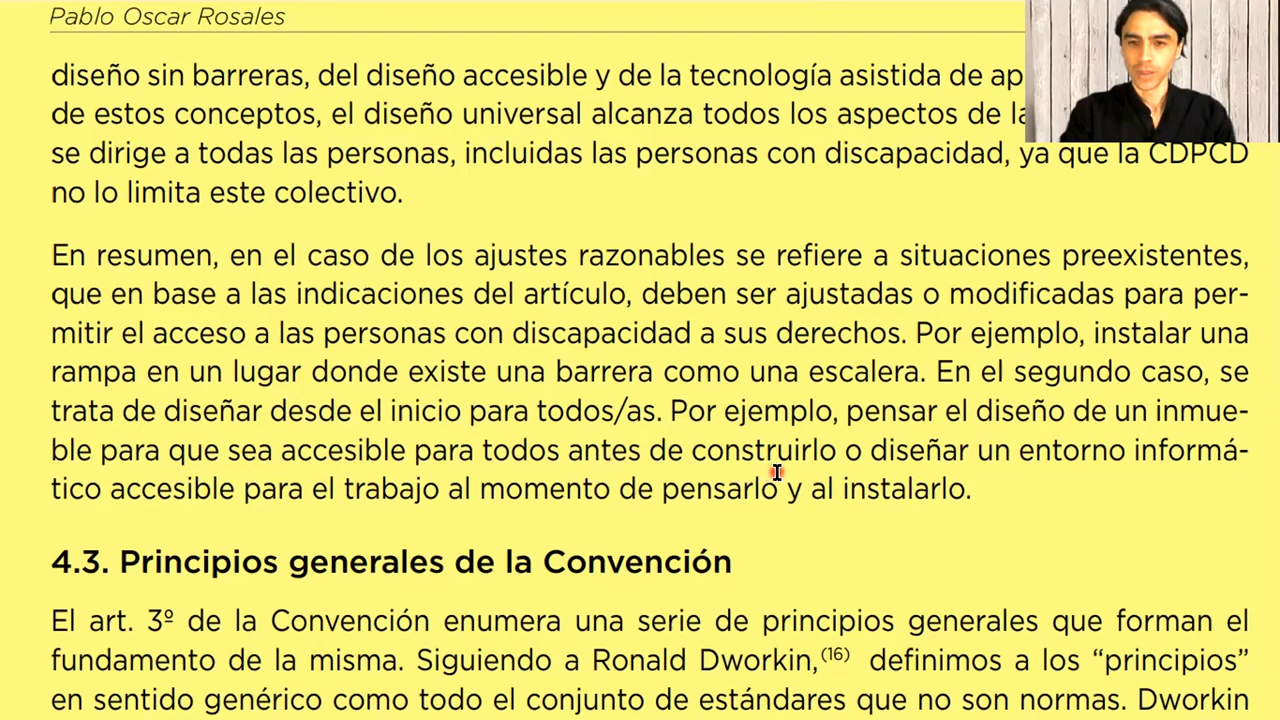 Pablo Oscar Rosales
diseño sin barreras, del diseño accesible y de la tecnología asistida de
de estos conceptos, el diseño universal alcanza todos los aspectos de
se dirige a todas las personas, incluidas las personas con discapacidad, ya que la CDPCD
no lo limita este colectivo.
En resumen, en el caso de los ajustes razonables se refiere a situaciones preexistentes,
que en base a las indicaciones del artículo, deben ser ajustadas o modificadas para per-
mitir el acceso a las personas con discapacidad a sus derechos. Por ejemplo, instalar una
rampa en un lugar donde existe una barrera como una escalera. En el segundo caso, se
trata de diseñar desde el inicio para todos/as. Por ejemplo, pensar el diseño de un inmue-
ble para que sea accesible para todos antes de construirlo o diseñar un entorno informá-
tico accesible para el trabajo al momento de pensarlo y al instalarlo.
4.3. Principios generales de la Convención
El art. 3º de la Convención enumera una serie de principios generales que forman el
fundamento de la misma. Siguiendo a Ronald Dworkin,(16) definimos a los “principios”
en sentido genérico como todo el conjunto de estándares que no son normas. Dworkin